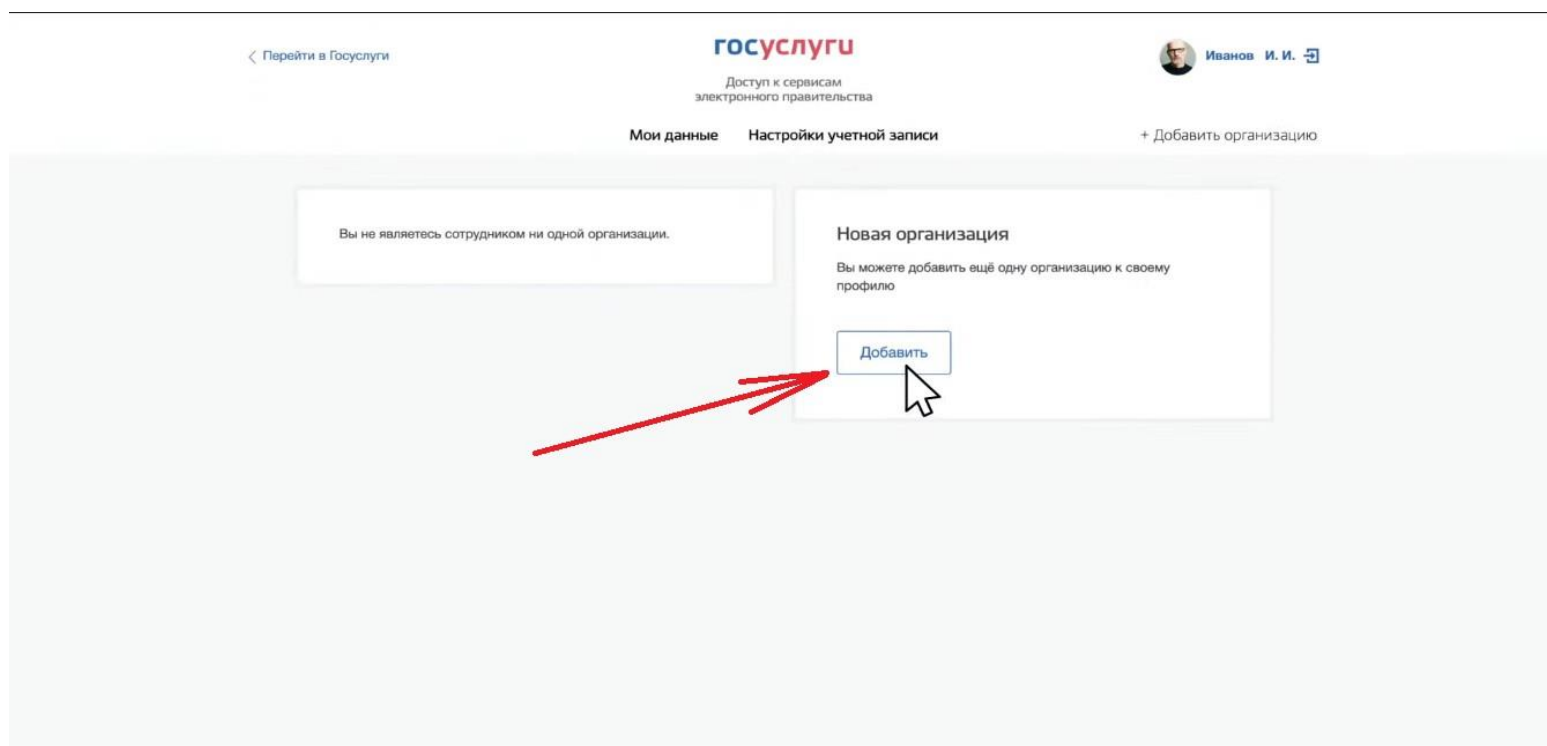 Перейти в Госуслуги
госуслуги
Иванов И. И.
Доступ к сервисам
электронного правительства
Мои данные
Настройки учетной записи
+ Добавить организацию
Вы не являетесь сотрудником ни одной организации.
Новая организация
Вы можете добавить ещё одну организацию к своему
профилю
Добавить